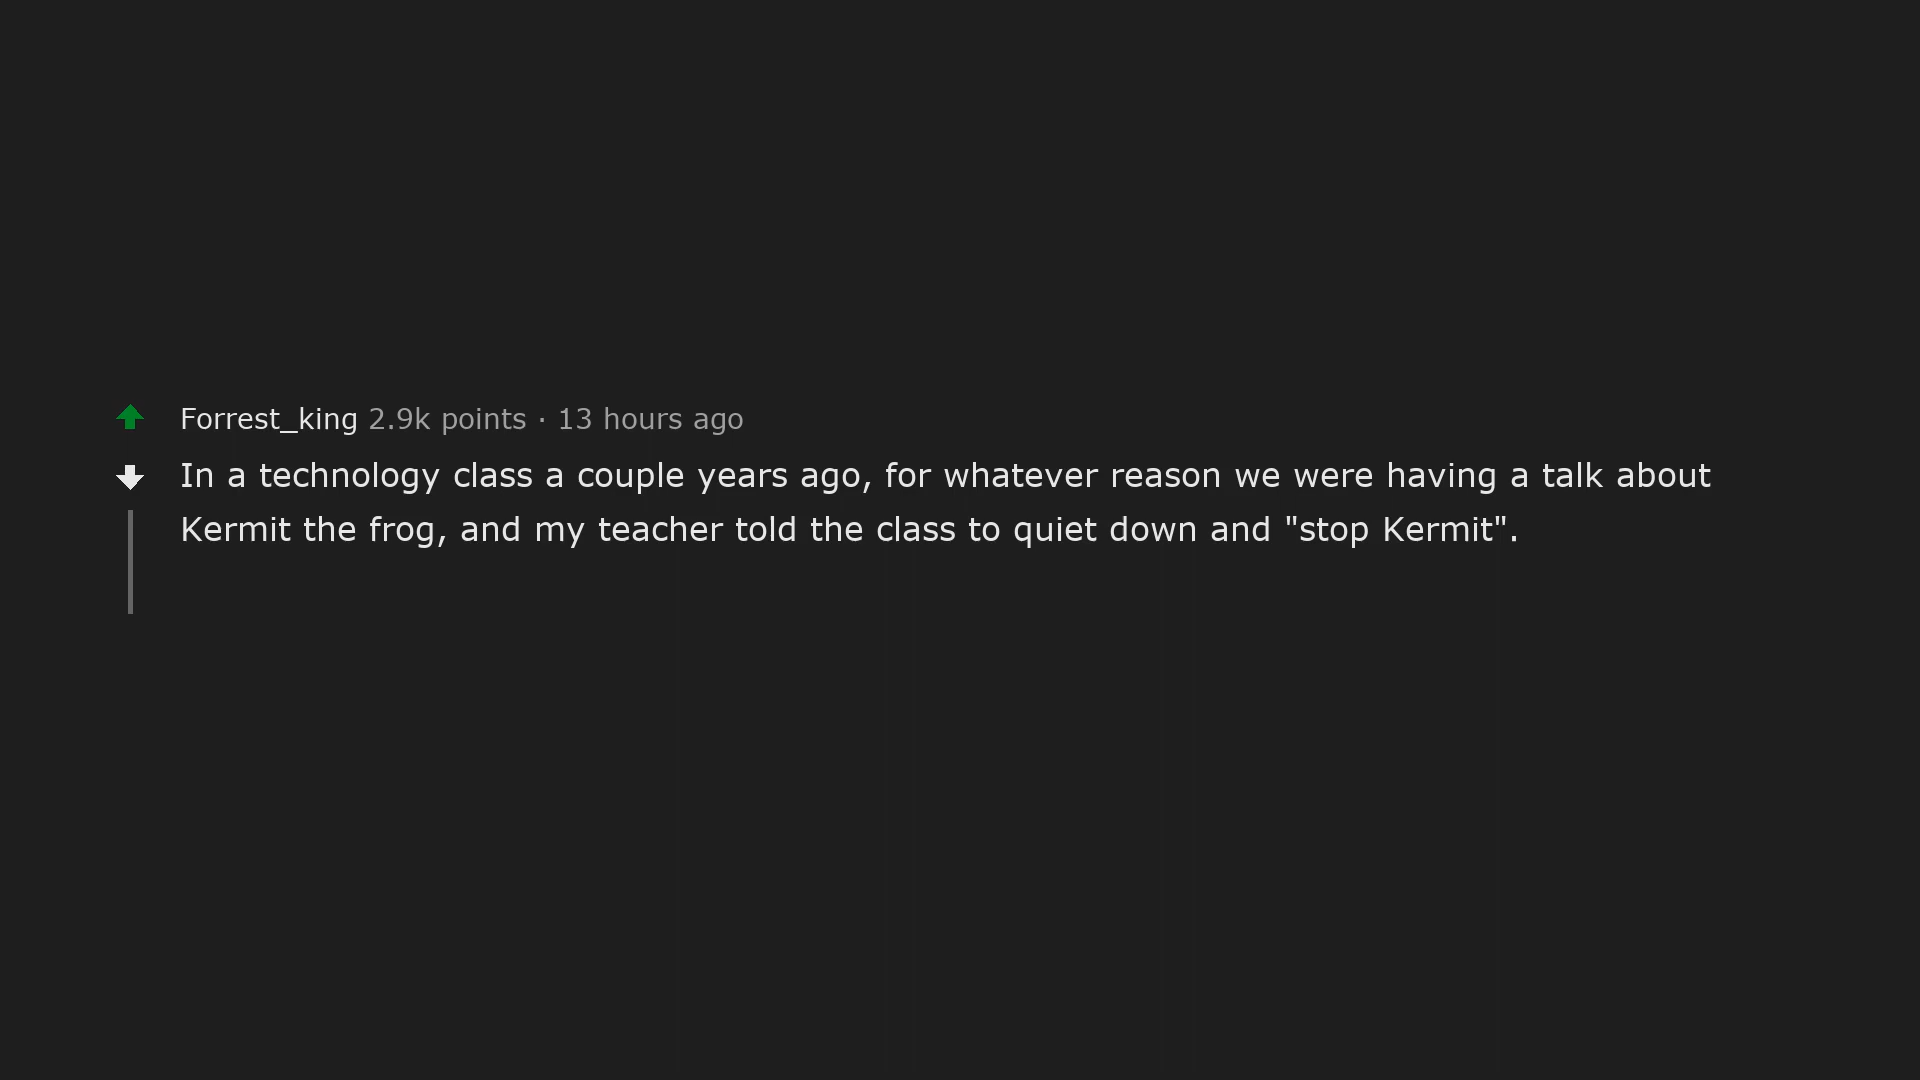 Forrest_king 2.9k points · 13 hours ago
In a technology class a couple years ago, for whatever reason we were having a talk about
Kermit the frog, and my teacher told the class to quiet down and "stop Kermit".